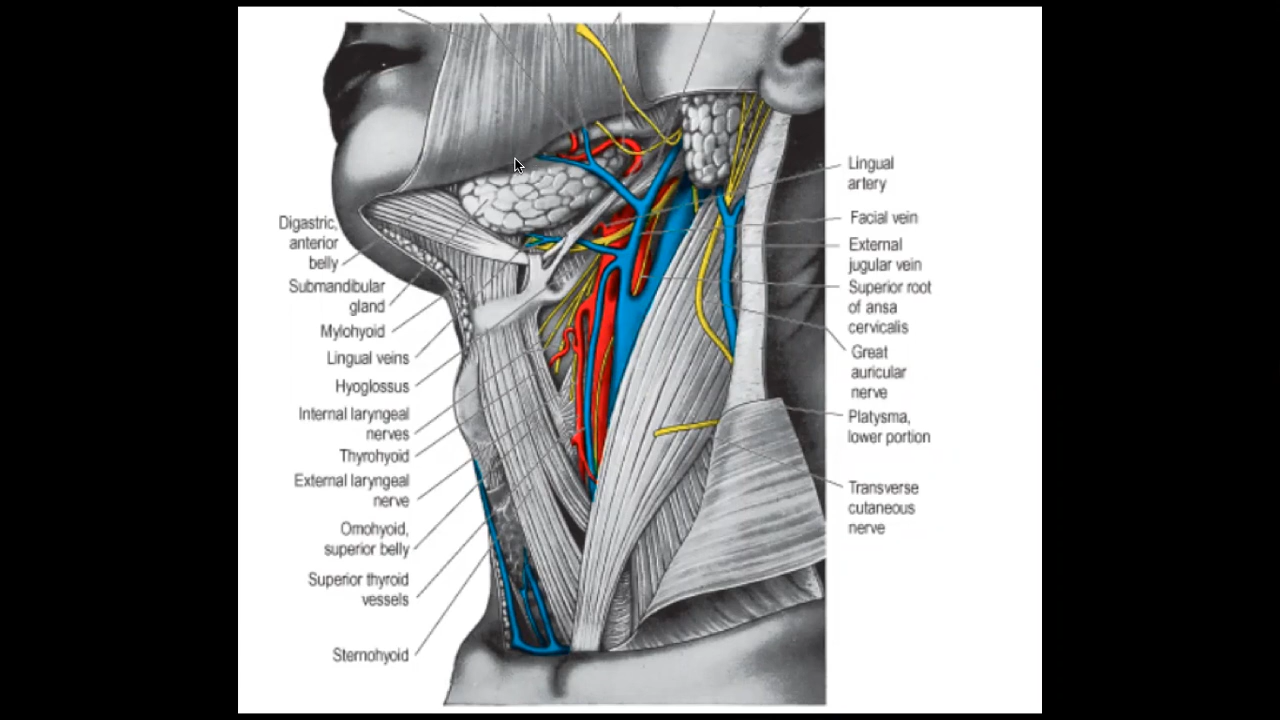 Digastric,
anterior
belly
Submandibular
gland
Mylohyoid
Lingual veins
Hyoglossus
Internal laryngeal
nerves
Thyrohyoid
External laryngeal
nerve
Omohyoid,
superior belly
Superior thyroid
vessels
Sternohyoid
Lingual
artery
Facial vein
External
jugular vein
Superior root
of ansa
cervicalis
Great
auricular
nerve
Platysma,
lower portion
Transverse
cutaneous
nerve